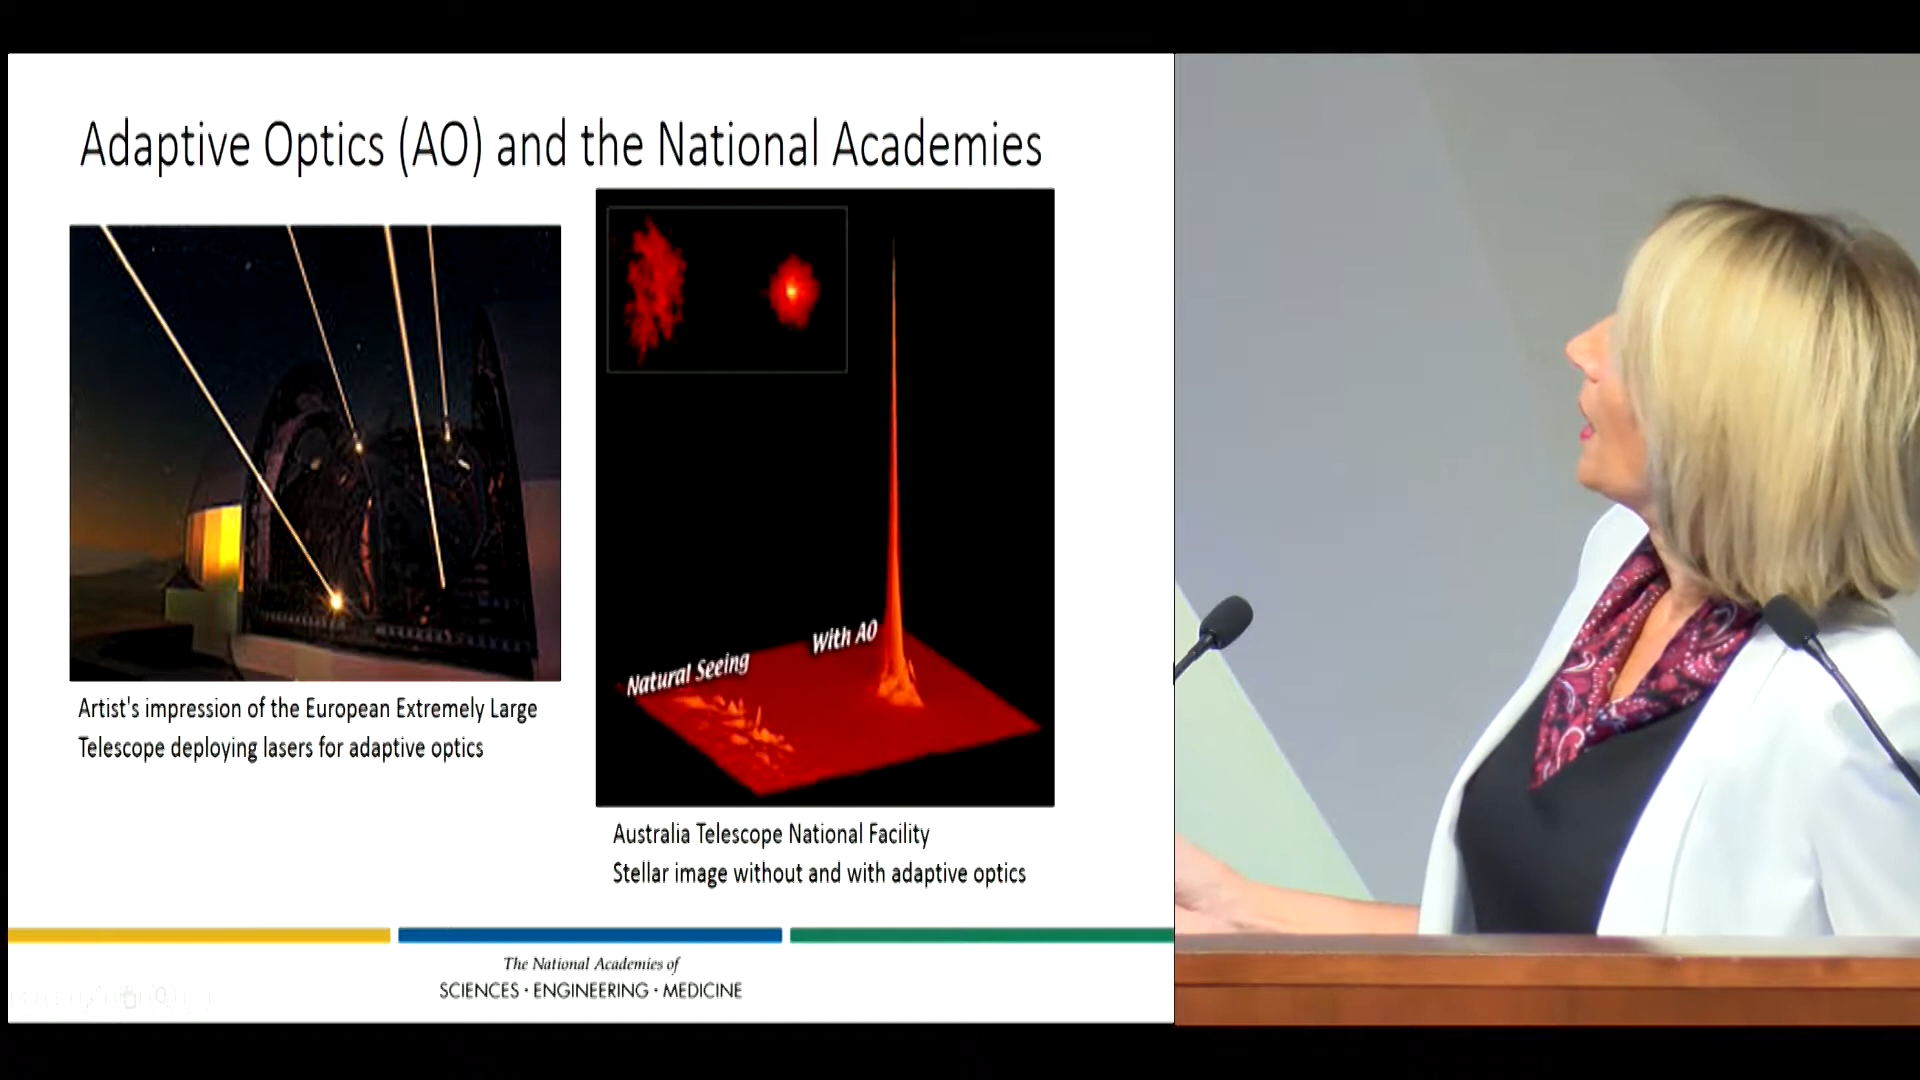 Adaptive Optics (AO) and the National Academies
Natural Seeing
With AO
Artist's impression of the European Extremely Large
Telescope deploying lasers for adaptive optics
Australia Telescope National Facility
Stellar image without and with adaptive optics
The National Academies of
SCIENCES · ENGINEERING · MEDICINE